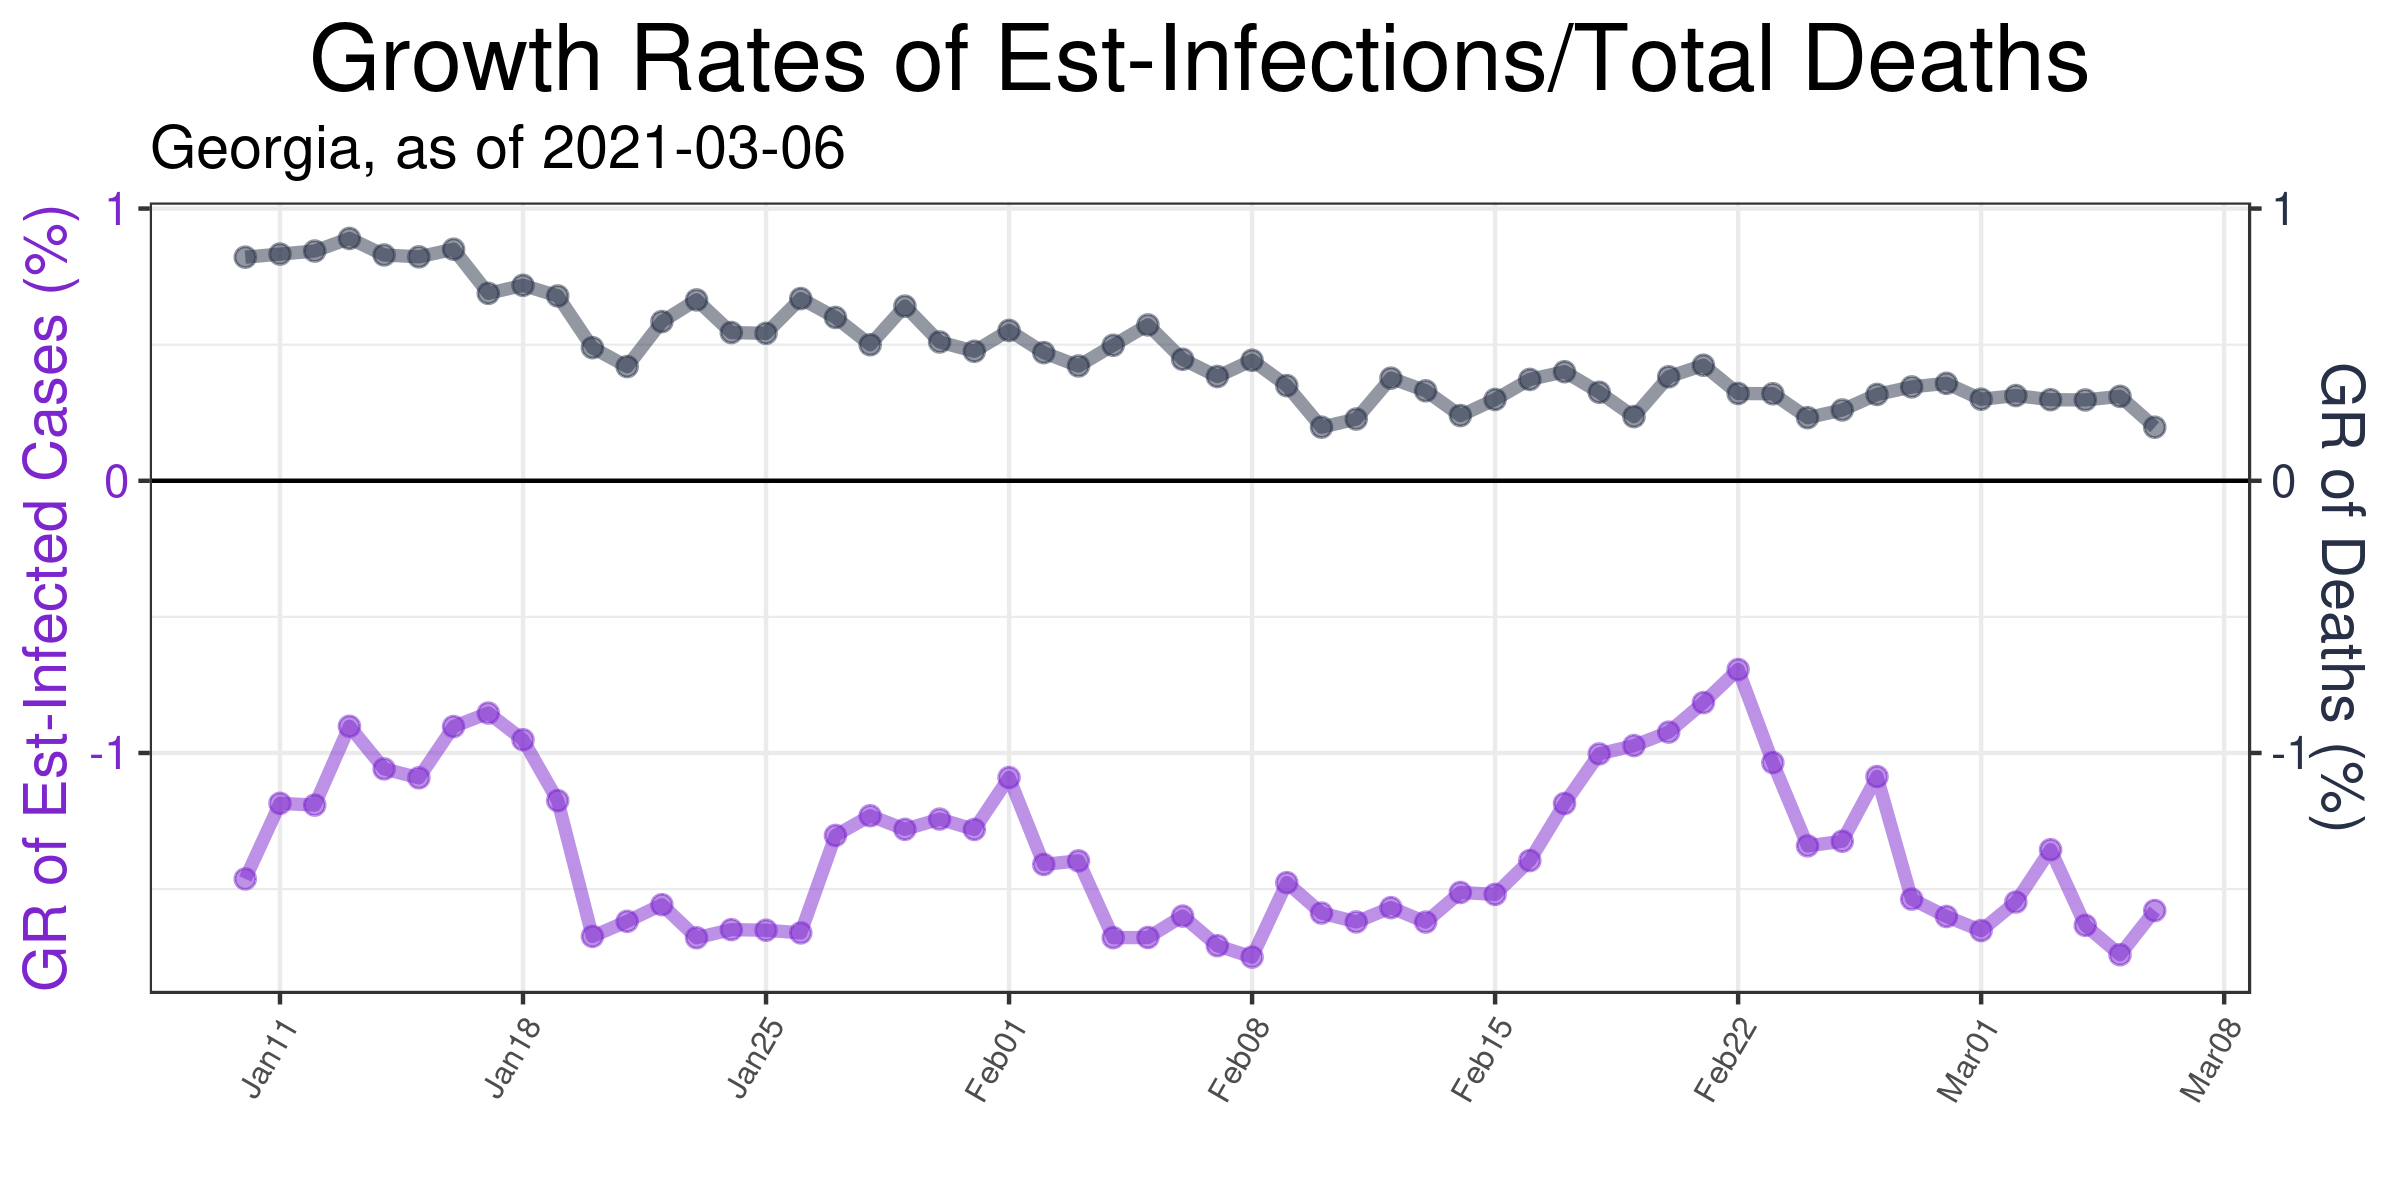 Growth Rates of Est-Infections/Total Deaths
Georgia, as of 2021-03-06
GR of Est-Infected Cases (%)
1
0
-1
1
0
-1
GR of Deaths (%)
Jan11
Jan18
Jan25
Feb01
Feb08
Feb15
Feb22
Mar01
Mar08